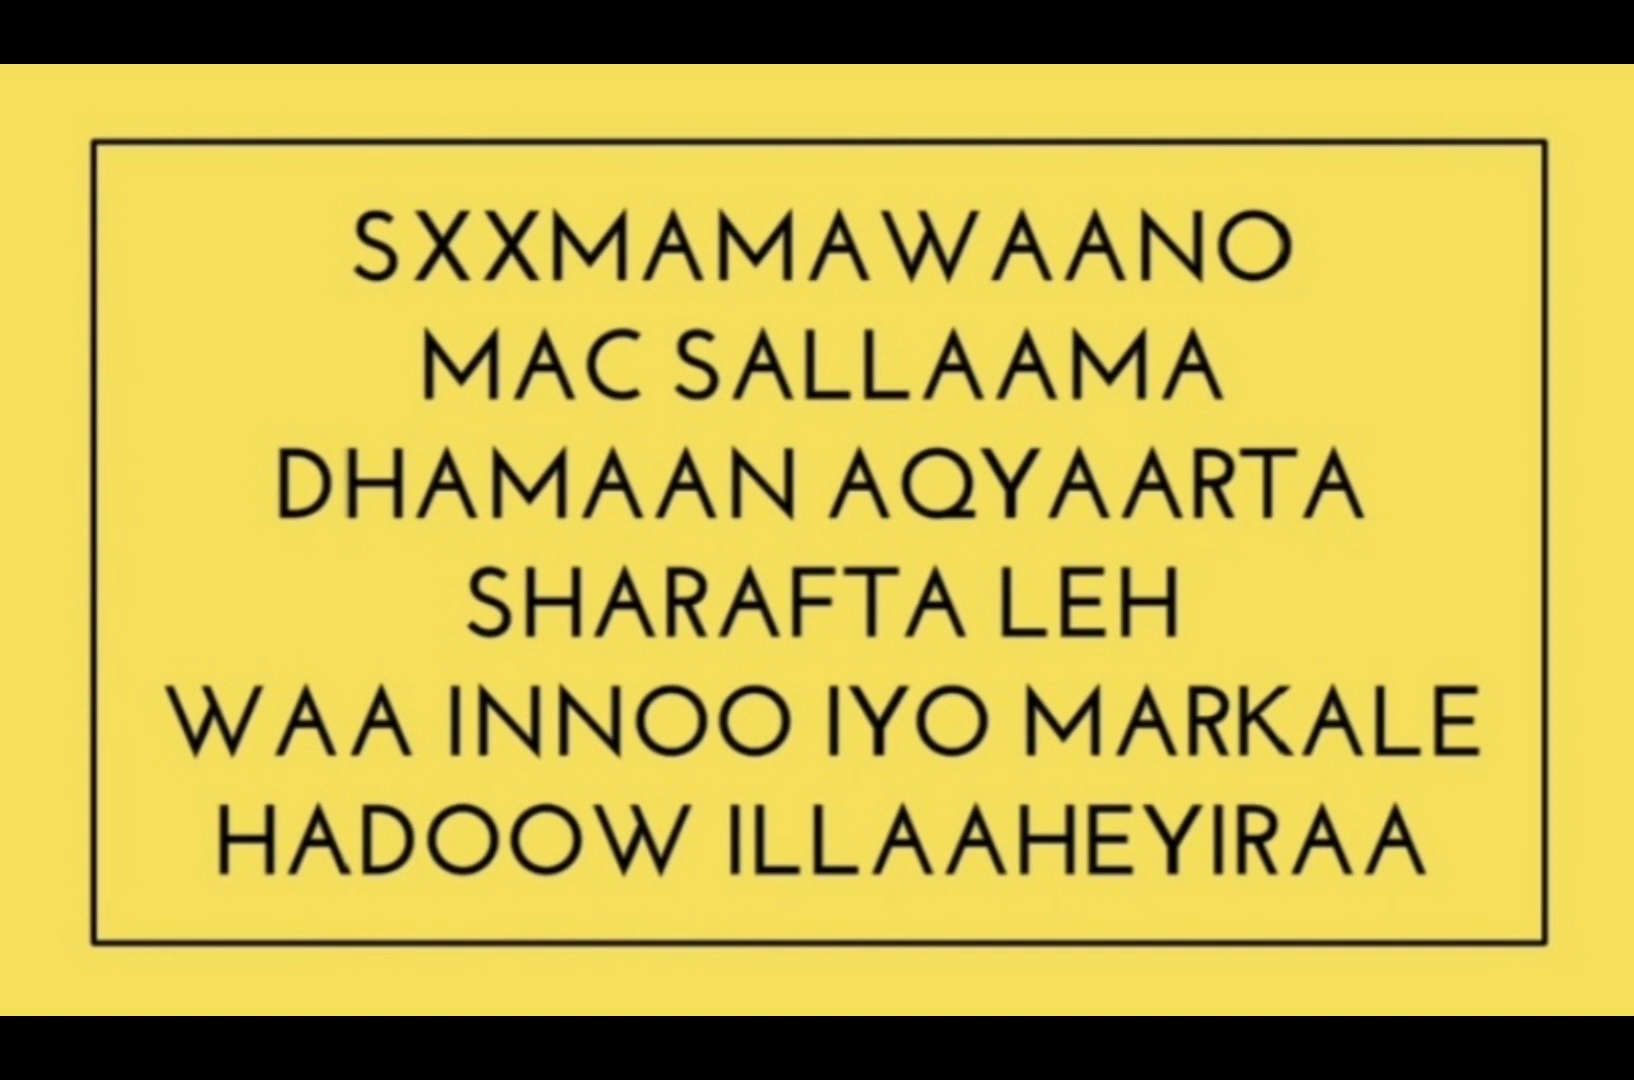 SXXMAMAWAANO
MAC SALLAAMA
DHAMAAN AQYAARTA
SHARAFTA LEH
WAA INNOO IYO MARKALE
HADOOW ILLAAHEYIRAA